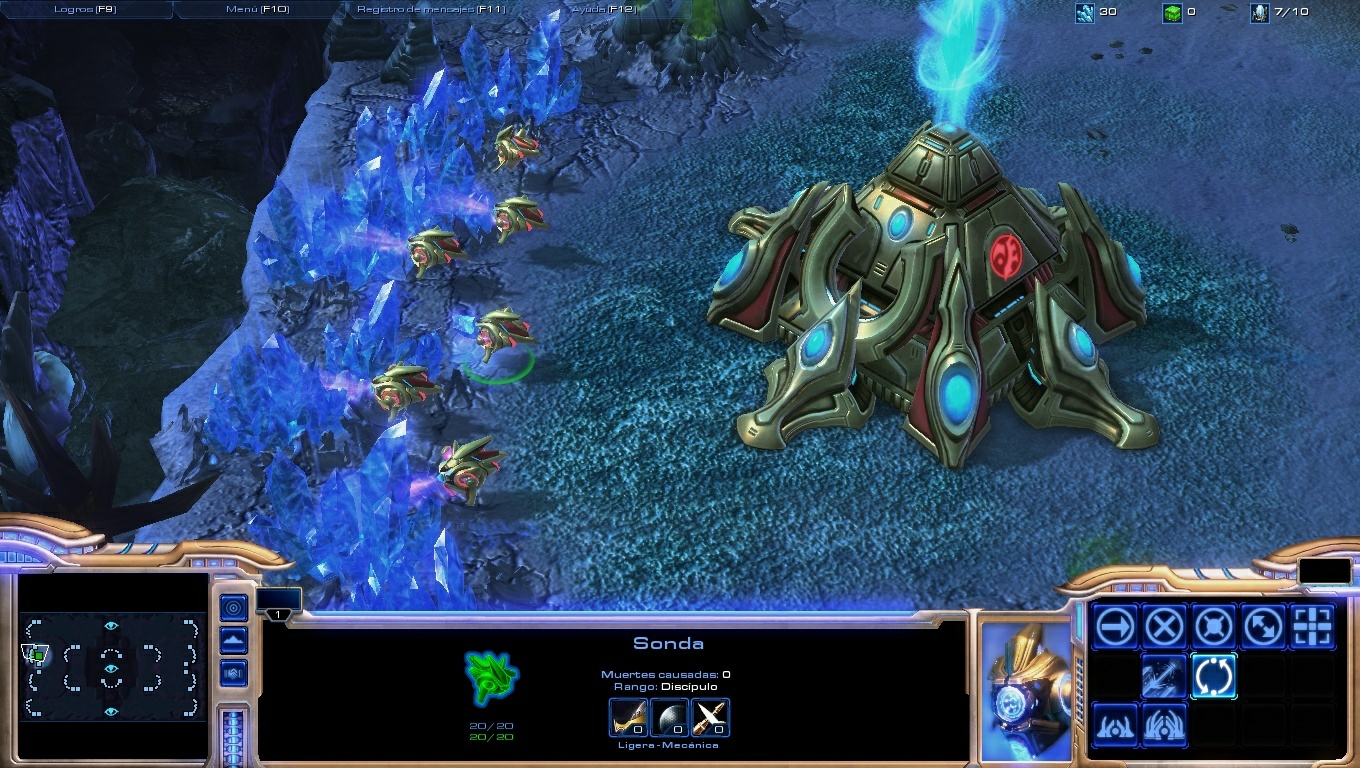 Logros (F9) Menú (F10) Registro de mensajes (F11) Ayuda (F12) 30 0 7/10
1
Sonda
Muertes causadas: 0
Rango: Discípulo
20/20
20/20
0 0 0
Ligera - Mecánica